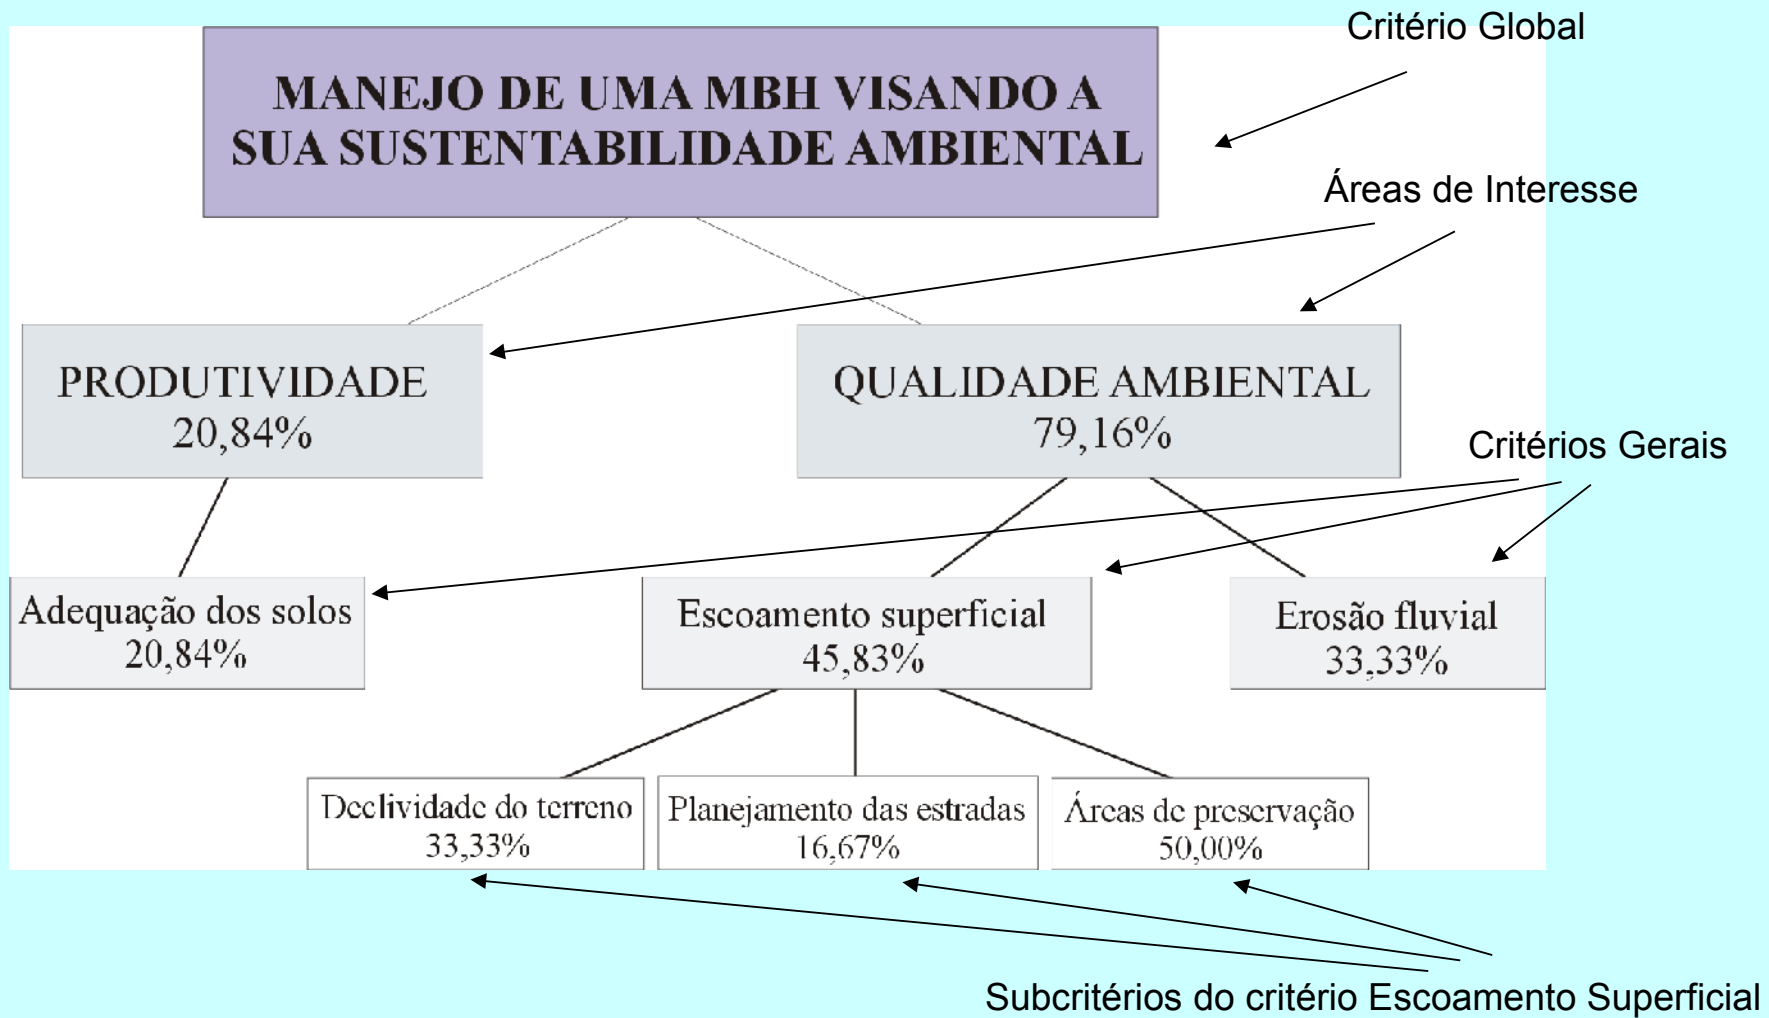 Critério Global
MANEJO DE UMA MBH VISANDO A
SUA SUSTENTABILIDADE AMBIENTAL
Áreas de Interesse
PRODUTIVIDADE
20,84%
QUALIDADE AMBIENTAL
79,16%
Critérios Gerais
Adequação dos solos
20,84%
Escoamento superficial
45,83%
Erosão fluvial
33,33%
Declividade do terreno
33,33%
Planejamento das estradas
16,67%
Áreas de preservação
50,00%
Subcritérios do critério Escoamento Superficial